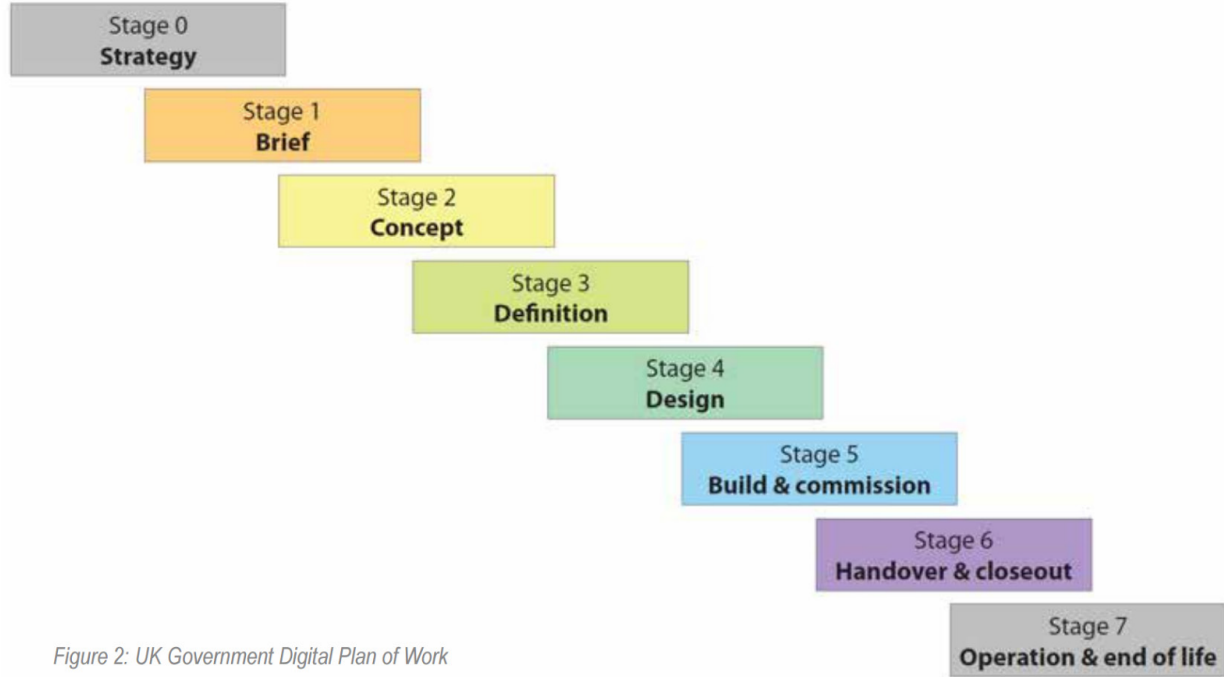 Stage 0
Strategy
Stage 1
Brief
Stage 2
Concept
Stage 3
Definition
Stage 4
Design
Stage 5
Build & commission
Stage 6
Handover & closeout
Stage 7
Operation & end of life
Figure 2: UK Government Digital Plan of Work